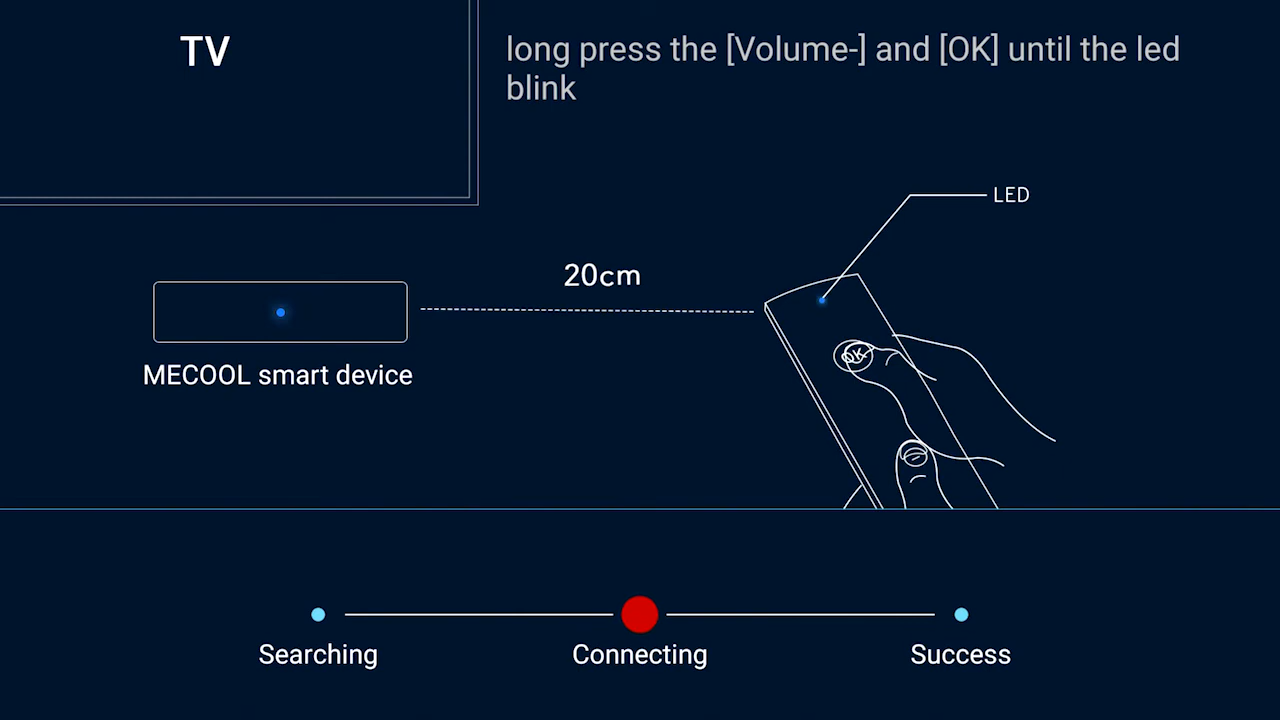 TV
long press the [Volume-] and [OK] until the led
blink
LED
20cm
OK
MECOOL smart device
Searching
Connecting
Success